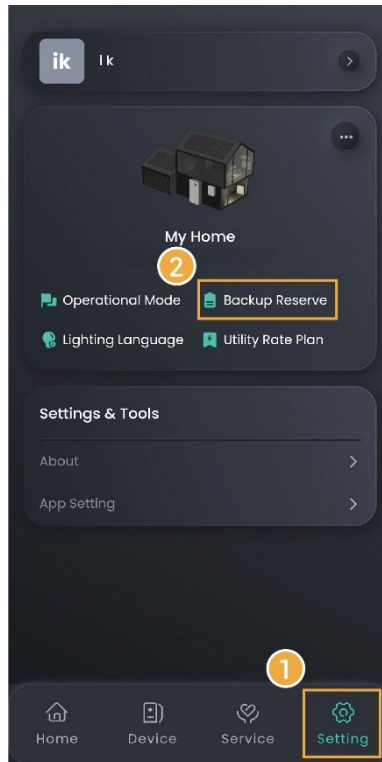 ik i k
My Home
2
Operational Mode Backup Reserve
Lighting Language Utility Rate Plan
Settings & Tools
About
App Setting
1
Home Device Service Setting